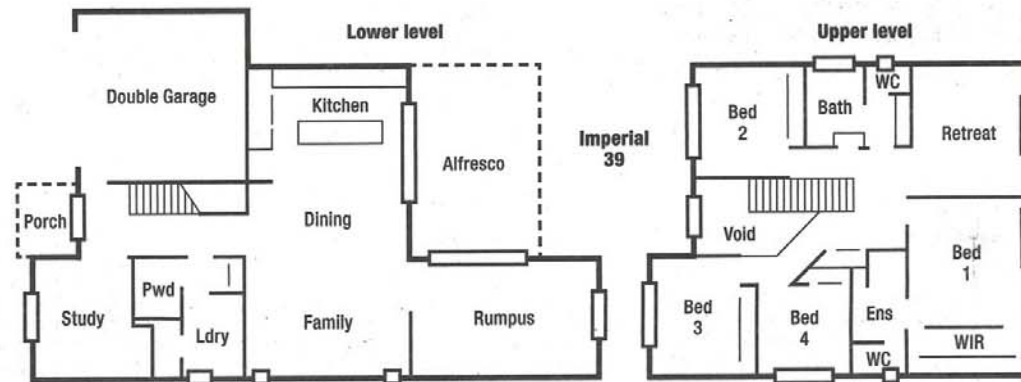 Lower level
Upper level
Double Garage
Kitchen
Alfresco
Porch
Dining
Study
Pwd
Ldry
Family
Rumpus
Imperial
39
Bed
2
Bath
WC
Retreat
Void
Bed
1
Bed
3
Bed
4
Ens
WIR
WC